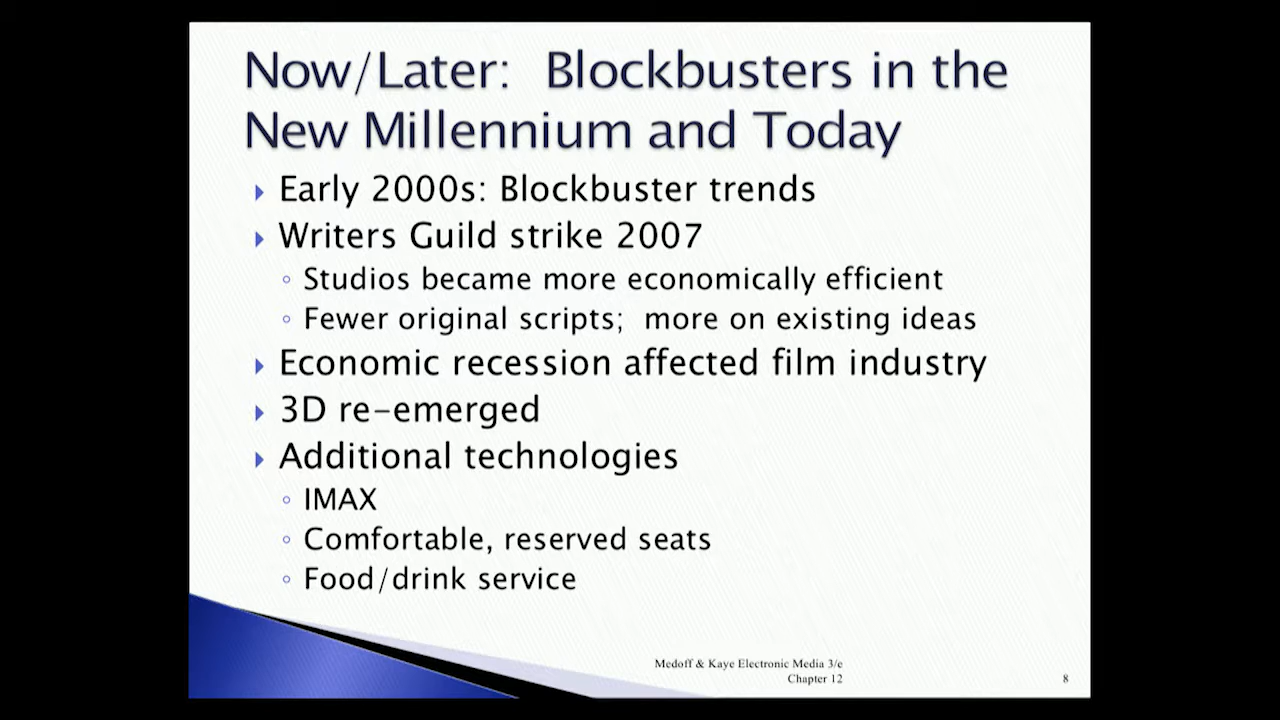 Now/Later:  Blockbusters in the
New Millennium and Today
Early 2000s: Blockbuster trends
Writers Guild strike 2007
Studios became more economically efficient
Fewer original scripts;  more on existing ideas
Economic recession affected film industry
3D re-emerged
Additional technologies
IMAX
Comfortable, reserved seats
Food/drink service
Medoff & Kaye Electronic Media 3/e
Chapter 12
8